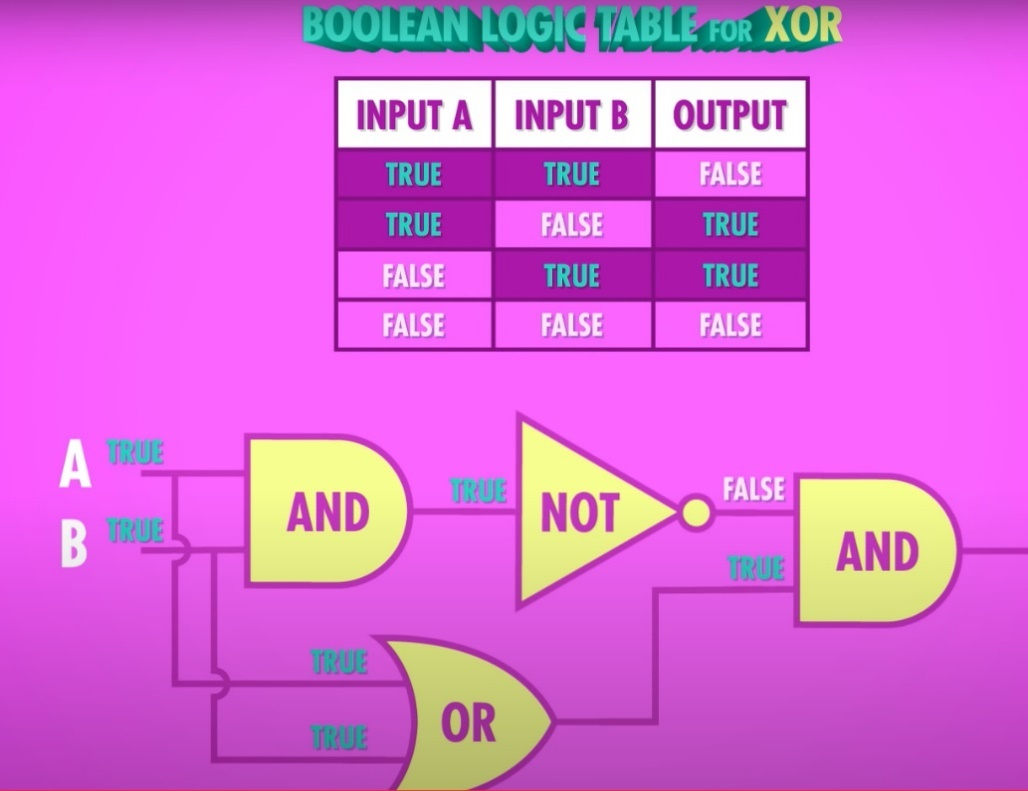 BOOLEAN LOGIC TABLE FOR XOR
INPUT A INPUT B OUTPUT
TRUE TRUE FALSE
TRUE FALSE TRUE
FALSE TRUE TRUE
FALSE FALSE FALSE
A TRUE
B TRUE
AND
TRUE
NOT
FALSE
TRUE
AND
TRUE
TRUE
OR